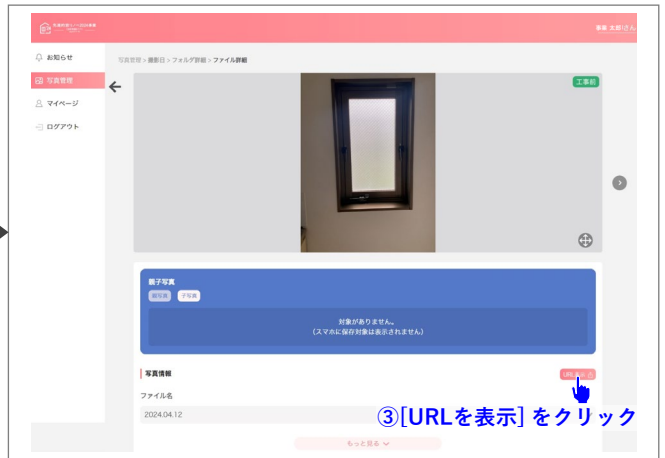 事務 太郎さん
お知らせ
写真管理
マイページ
ログアウト
写真管理 > 撮影日 > フォルダ詳細 > ファイル詳細
工事前
親子写真
親写真 子写真
対象がありません。
(スマホに保存対象は表示されません)
写真情報
URL表示
ファイル名
2024.04.12
③[URLを表示] をクリック
もっと見る